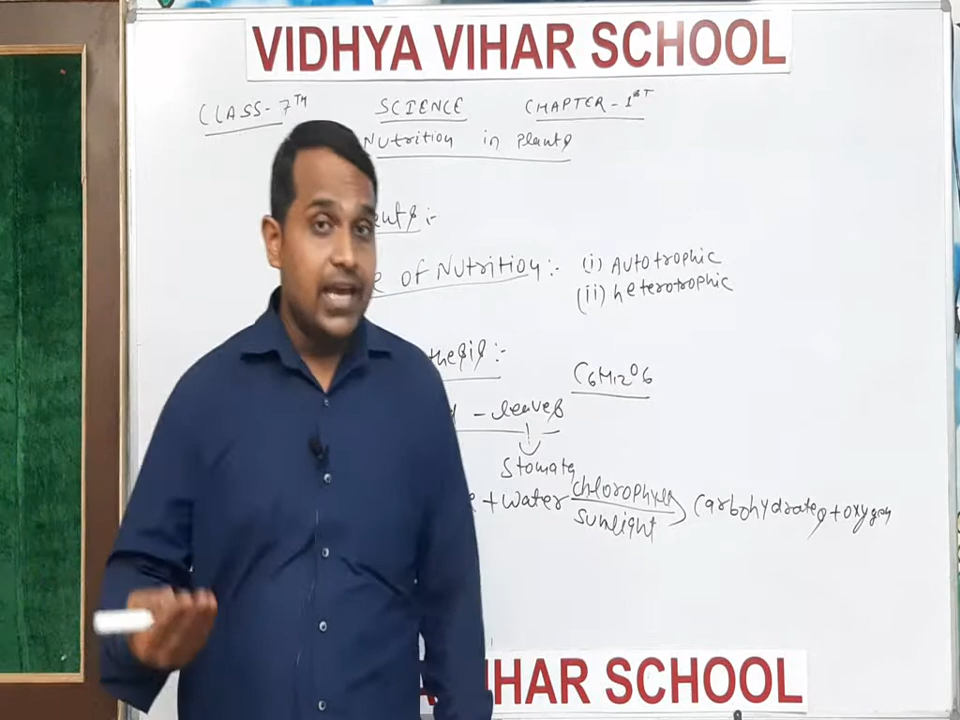 VIDHYA VIHAR SCHOOL
CLASS-7TH SCIENCE CHAPTER-1ST
Nutrition in Plants
of Nutrition :- (i) Autotrophic
(ii) heterotrophic
C6H12O6
- leaves
Stomata
+ water chlorophyll Carbohydrates + oxygen
sunlight
VIHAR SCHOOL